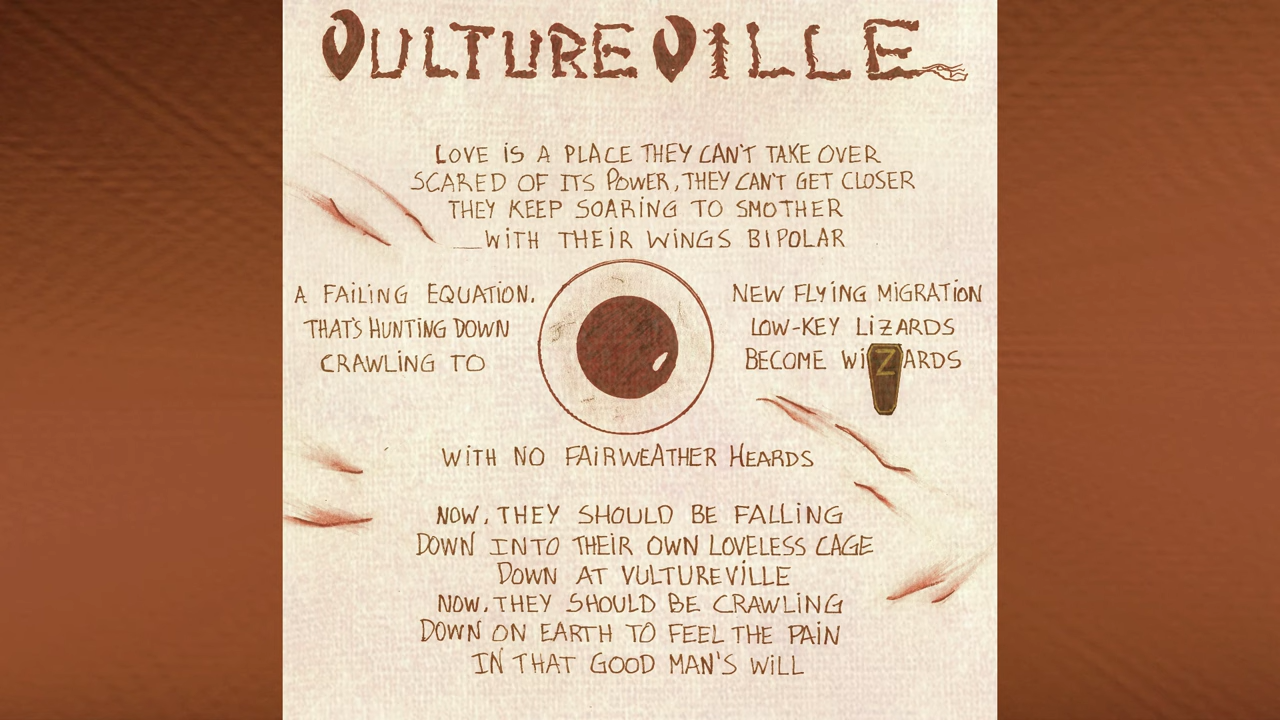 VULTUREVILLE
LOVE IS A PLACE THEY CAN'T TAKE OVER
SCARED OF ITS POWER, THEY CAN'T GET CLOSER
THEY KEEP SOARING TO SMOTHER
__WITH THEIR WINGS BIPOLAR
A FAILING EQUATION.
THAT'S HUNTING DOWN
CRAWLING TO
NEW FLYING MIGRATION
LOW-KEY LIZARDS
BECOME WIZARDS
WITH NO FAIRWEATHER HEARDS
NOW, THEY SHOULD BE FALLING
DOWN INTO THEIR OWN LOVELESS CAGE
DOWN AT VULTUREVILLE
NOW, THEY SHOULD BE CRAWLING
DOWN ON EARTH TO FEEL THE PAIN
IN THAT GOOD MAN'S WILL